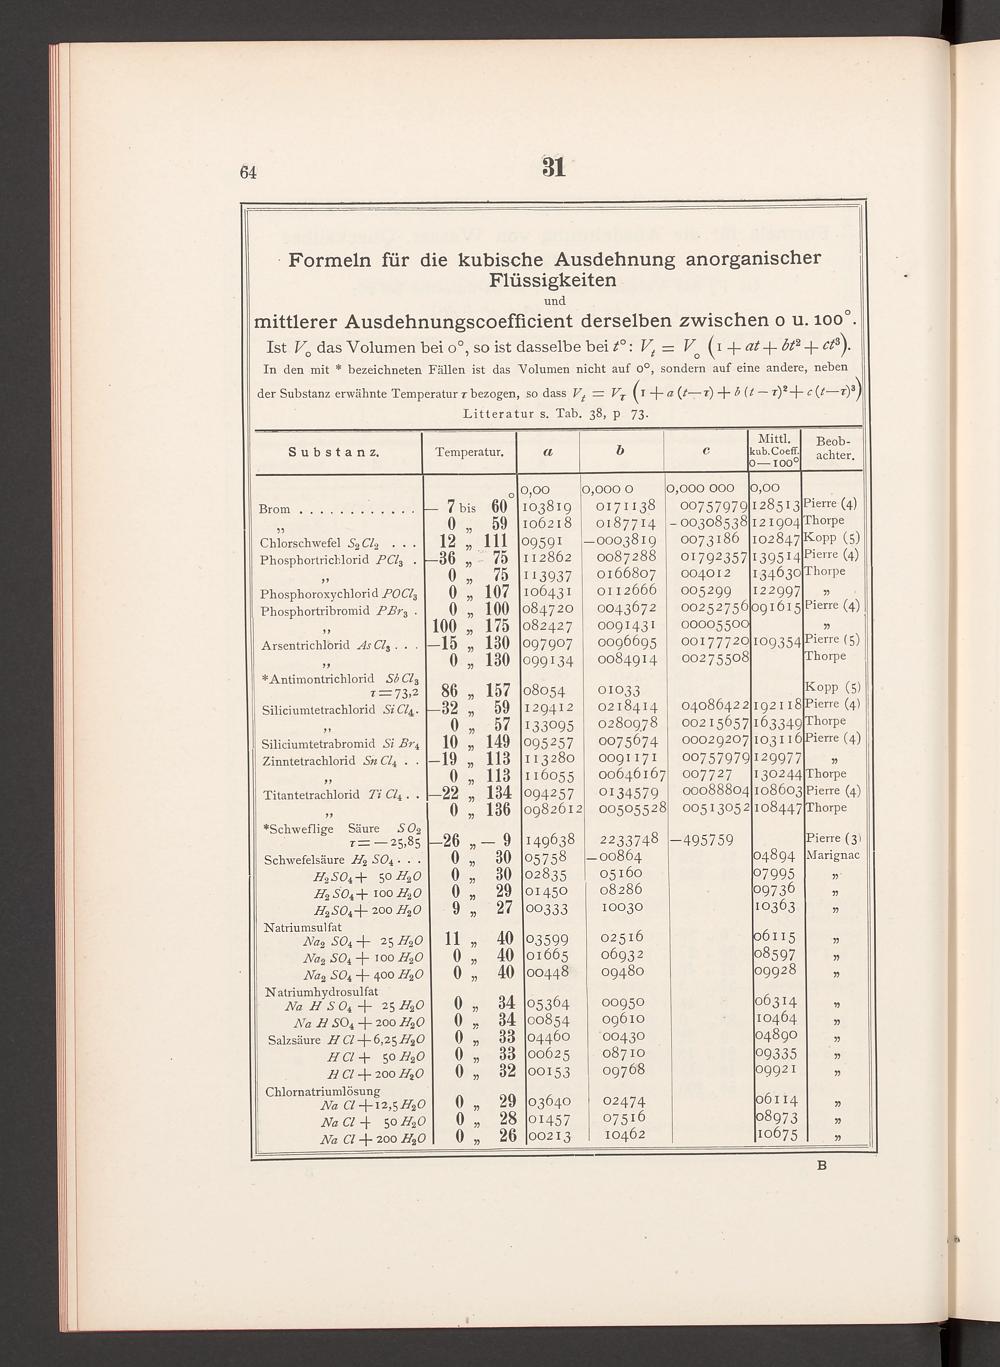 64
31
Formeln für die kubische Ausdehnung anorganischer
Flüssigkeiten
und
mittlerer Ausdehnungscoefficient derselben zwischen 0 u. 100°.
Ist V₀ das Volumen bei 0°, so ist dasselbe bei t°: Vₜ = V₀ (1 + at + bt² + ct³).
In den mit * bezeichneten Fällen ist das Volumen nicht auf 0°, sondern auf eine andere, neben
der Substanz erwähnte Temperatur τ bezogen, so dass Vₜ = V_τ (1 + a (t—τ) + b (t—τ)² + c (t—τ)³)
Litteratur s. Tab. 38, p 73.
Substanz. Temperatur. a b c Mittl. kub. Coeff. 0—100° Beobachter.
° 0,00 0,000 0 0,000 000 0,00
Brom . . . . . . . . . . . . — 7 bis 60 103819 0171138 00757979 128513 Pierre (4)
„ 0 „ 59 106218 0187714 -00308538 121904 Thorpe
Chlorschwefel S₂Cl₂ . . . 12 „ 111 09591 —0003819 0073186 102847 Kopp (5)
Phosphortrichlorid PCl₃ . —36 „ 75 112862 0087288 01792357 139514 Pierre (4)
„ 0 „ 75 113937 0166807 004012 134630 Thorpe
Phosphoroxychlorid POCl₃ 0 „ 107 106431 0112666 005299 122997 „
Phosphortribromid PBr₃ . 0 „ 100 084720 0043672 00252756 091615 Pierre (4)
„ 100 „ 175 082427 0091431 00005500 „
Arsentrichlorid AsCl₃ . . . —15 „ 130 097907 0096695 00177720 109354 Pierre (5)
„ 0 „ 130 099134 0084914 00275508 Thorpe
*Antimontrichlorid SbCl₃
τ=73,2 86 „ 157 08054 01033 Kopp (5)
Siliciumtetrachlorid SiCl₄. —32 „ 59 129412 0218414 04086422 192118 Pierre (4)
„ 0 „ 57 133095 0280978 00215657 163349 Thorpe
Siliciumtetrabromid SiBr₄ 10 „ 149 095257 0075674 00029207 103116 Pierre (4)
Zinntetrachlorid SnCl₄ . . —19 „ 113 113280 0091171 00757979 129977 „
„ 0 „ 113 116055 00646167 007727 130244 Thorpe
Titantetrachlorid TiCl₄ . . —22 „ 134 094257 0134579 00088804 108603 Pierre (4)
„ 0 „ 136 0982612 00505528 00513052 108447 Thorpe
*Schweflige Säure SO₂
τ= —25,85 —26 „ — 9 149638 2233748 —495759 Pierre (3)
Schwefelsäure H₂SO₄ . . . 0 „ 30 05758 —00864 04894 Marignac
H₂SO₄ + 50 H₂O 0 „ 30 02835 05160 07995 „
H₂SO₄ + 100 H₂O 0 „ 29 01450 08286 09736 „
H₂SO₄ + 200 H₂O 9 „ 27 00333 10030 10363 „
Natriumsulfat
Na₂SO₄ + 25 H₂O 11 „ 40 03599 02516 06115 „
Na₂SO₄ + 100 H₂O 0 „ 40 01665 06932 08597 „
Na₂SO₄ + 400 H₂O 0 „ 40 00448 09480 09928 „
Natriumhydrosulfat
Na H SO₄ + 25 H₂O 0 „ 34 05364 00950 06314 „
Na H SO₄ + 200 H₂O 0 „ 34 00854 09610 10464 „
Salzsäure HCl + 6,25 H₂O 0 „ 33 04460 00430 04890 „
HCl + 50 H₂O 0 „ 33 00625 08710 09335 „
HCl + 200 H₂O 0 „ 32 00153 09768 09921 „
Chlornatriumlösung
Na Cl + 12,5 H₂O 0 „ 29 03640 02474 06114 „
Na Cl + 50 H₂O 0 „ 28 01457 07516 08973 „
Na Cl + 200 H₂O 0 „ 26 00213 10462 10675 „
B